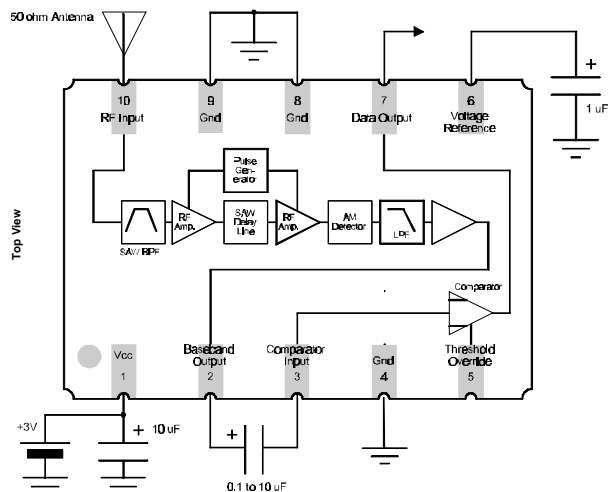 50 ohm Antenna
+
1 uF
10
RF Input
9
Gnd
8
Gnd
7
Data Output
6
Voltage
Reference
Top View
Pulse
Gen-
erator
SAW BPF
RF
Amp.
SAW
Delay
Line
RF
Amp.
AM
Detector
LPF
Comparator
Vcc
1
Baseband
Output
2
Comparator
Input
3
Gnd
4
Threshold
Override
5
+3V
+
10 uF
+
0.1 to 10 uF